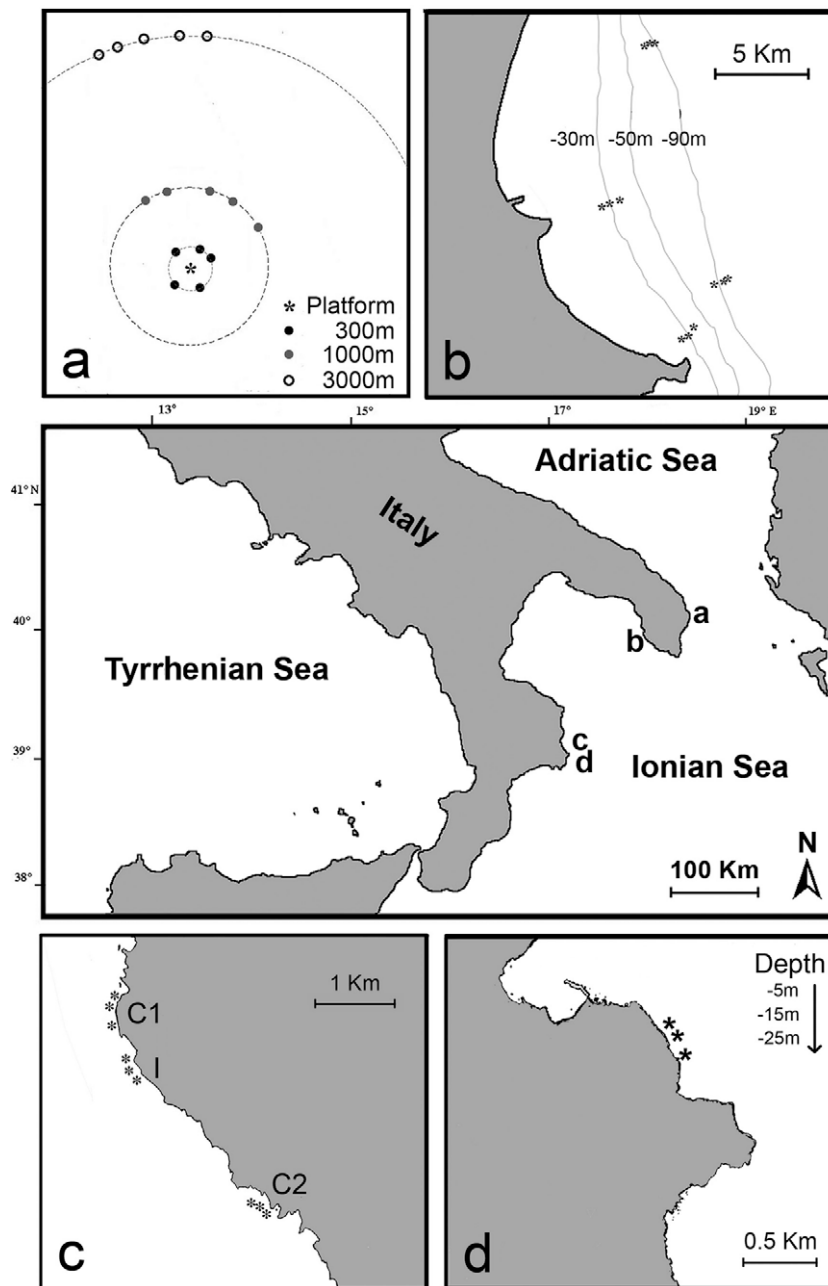 * Platform
300m
1000m
3000m
a
5 Km
-30m -50m -90m
b
13° 15° 17° 19° E
41° N
40°
39°
38°
Adriatic Sea
Italy
a
b
Tyrrhenian Sea
c
d
Ionian Sea
N
100 Km
1 Km
C1
I
C2
c
Depth
-5m
-15m
-25m
0.5 Km
d